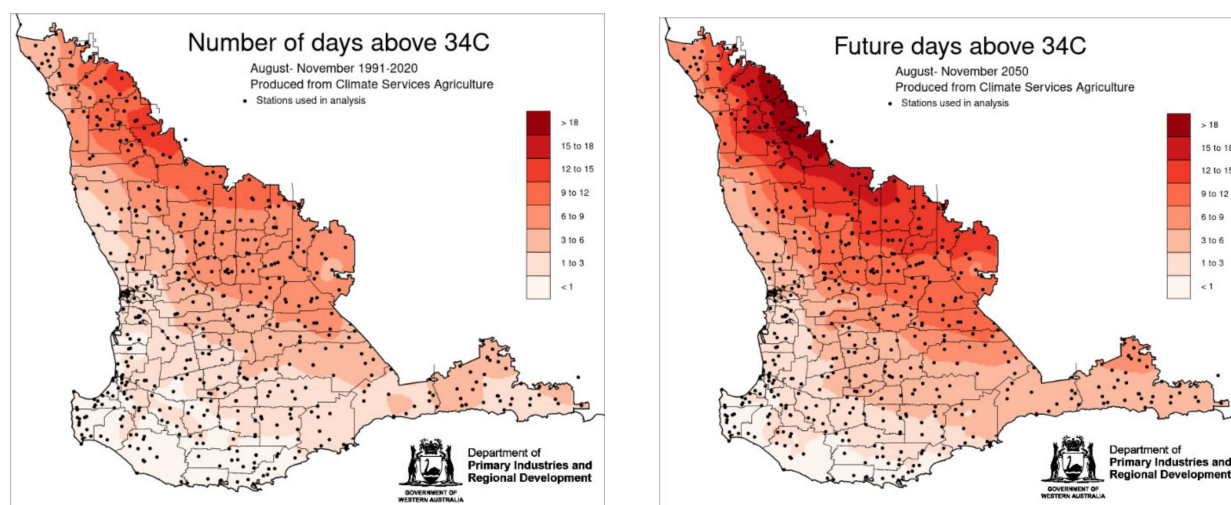 Number of days above 34C
August- November 1991-2020
Produced from Climate Services Agriculture
Stations used in analysis
> 18
15 to 18
12 to 15
9 to 12
6 to 9
3 to 6
1 to 3
< 1
Department of
Primary Industries and
Regional Development
GOVERNMENT OF
WESTERN AUSTRALIA
Future days above 34C
August- November 2050
Produced from Climate Services Agriculture
Stations used in analysis
> 18
15 to 18
12 to 15
9 to 12
6 to 9
3 to 6
1 to 3
< 1
Department of
Primary Industries and
Regional Development
GOVERNMENT OF
WESTERN AUSTRALIA